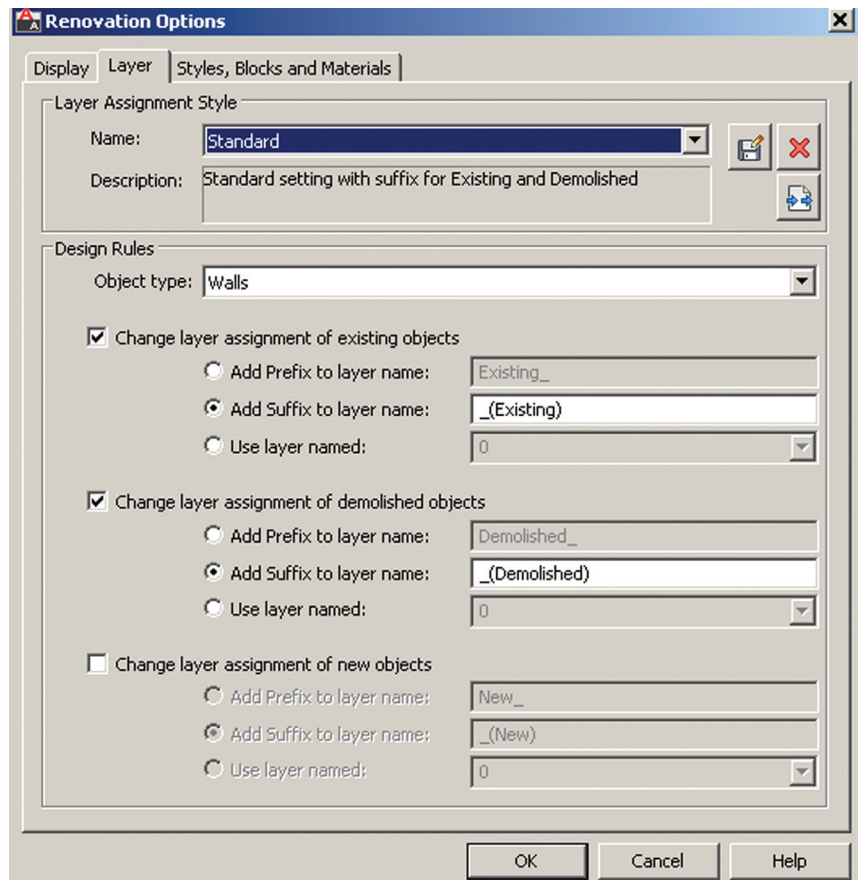 Renovation Options
Display Layer Styles, Blocks and Materials
Layer Assignment Style
Name: Standard
Description: Standard setting with suffix for Existing and Demolished
Design Rules
Object type: Walls
Change layer assignment of existing objects
Add Prefix to layer name: Existing_
Add Suffix to layer name: _(Existing)
Use layer named: 0
Change layer assignment of demolished objects
Add Prefix to layer name: Demolished_
Add Suffix to layer name: _(Demolished)
Use layer named: 0
Change layer assignment of new objects
Add Prefix to layer name: New_
Add Suffix to layer name: _(New)
Use layer named: 0
OK Cancel Help